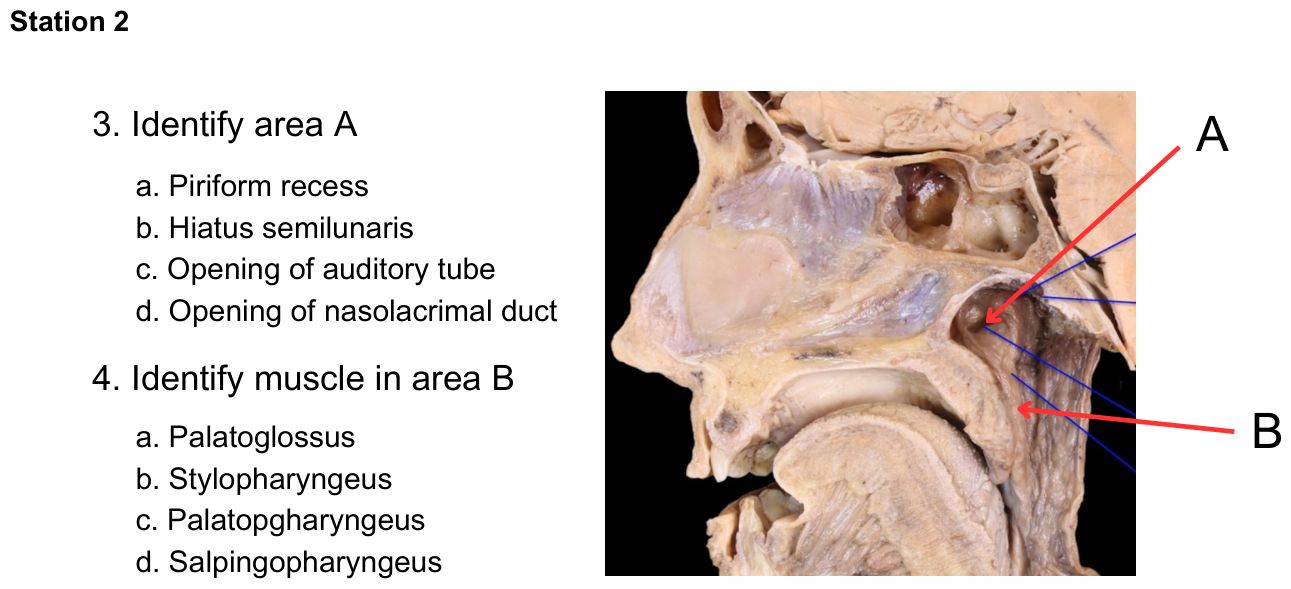 Station 2
3. Identify area A
a. Piriform recess
b. Hiatus semilunaris
c. Opening of auditory tube
d. Opening of nasolacrimal duct
4. Identify muscle in area B
a. Palatoglossus
b. Stylopharyngeus
c. Palatopgharyngeus
d. Salpingopharyngeus
A
B